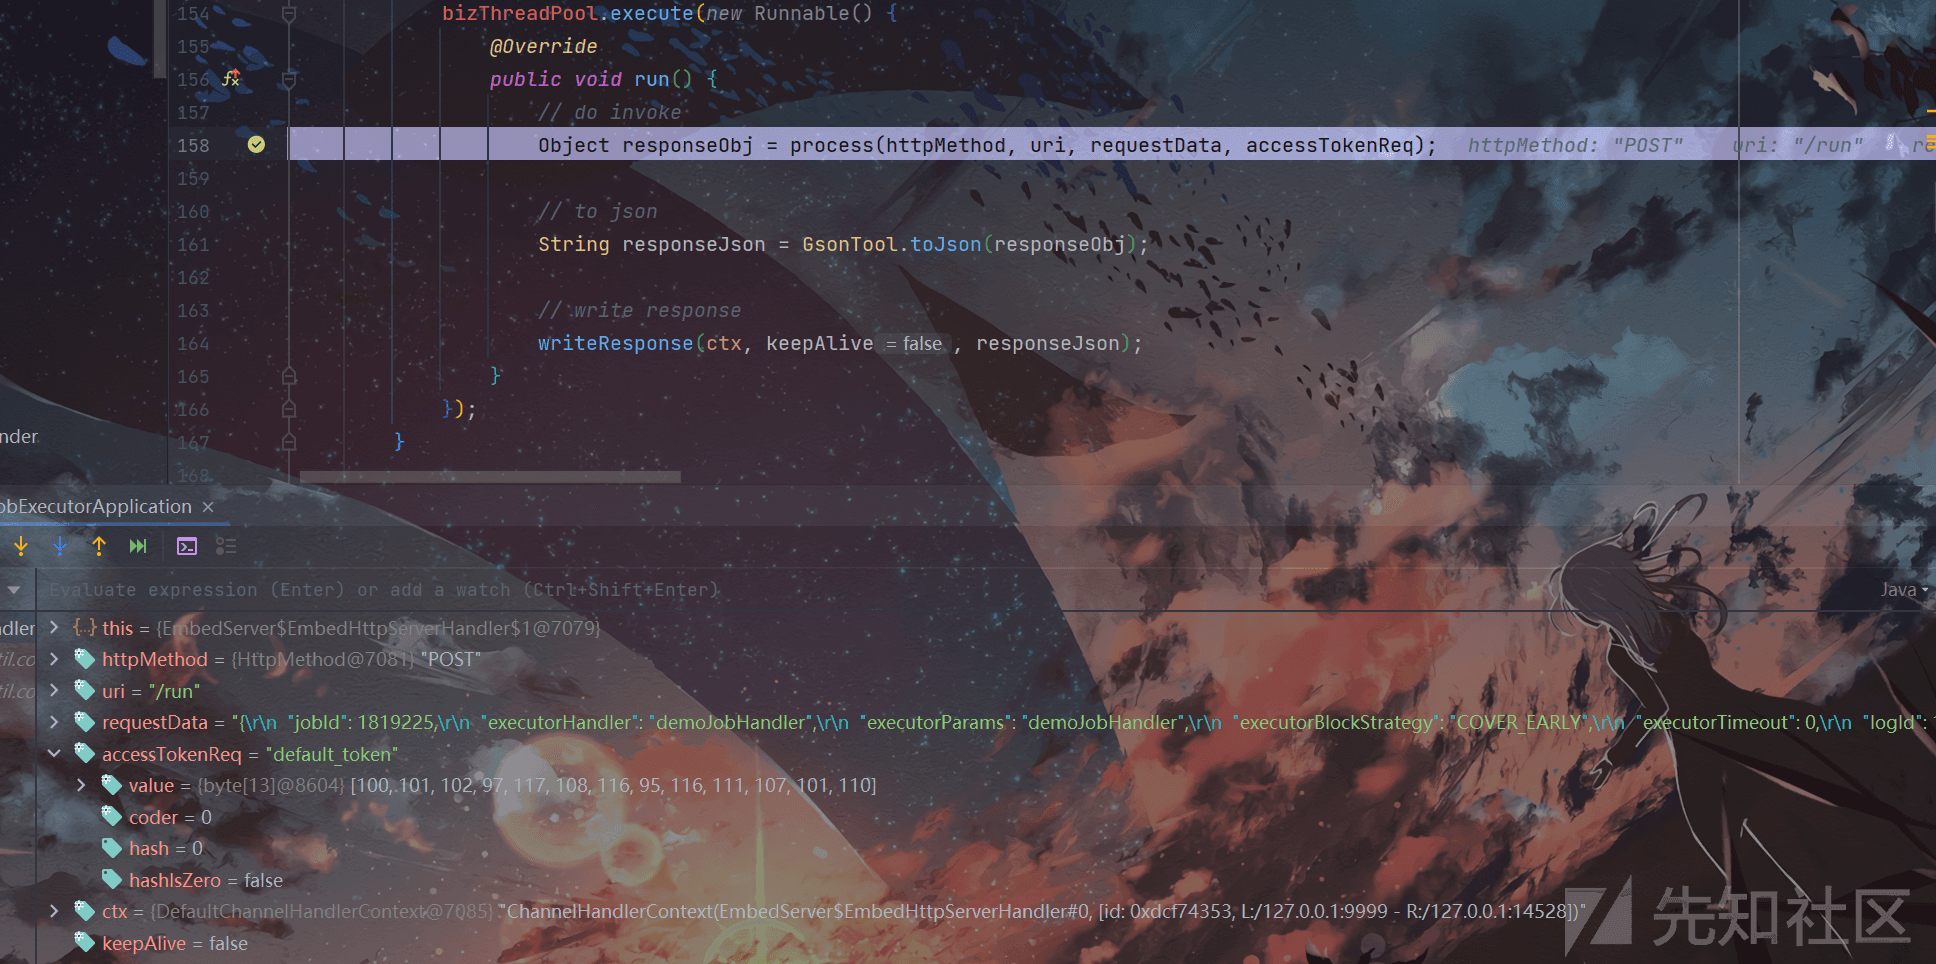 154 bizThreadPool.execute(new Runnable() {
155 @Override
156 public void run() {
157 // do invoke
158 Object responseObj = process(httpMethod, uri, requestData, accessTokenReq); httpMethod: "POST" uri: "/run"
159
160 // to json
161 String responseJson = GsonTool.toJson(responseObj);
162
163 // write response
164 writeResponse(ctx, keepAlive = false , responseJson);
165 }
166 });
167 }
168
nder
obExecutorApplication ×
Evaluate expression (Enter) or add a watch (Ctrl+Shift+Enter) Java
ndler this = {EmbedServer$EmbedHttpServerHandler$1@7079}
til.co httpMethod = {HttpMethod@7081} "POST"
til.co uri = "/run"
requestData = "{\r\n "jobId": 1819225,\r\n "executorHandler": "demoJobHandler",\r\n "executorParams": "demoJobHandler",\r\n "executorBlockStrategy": "COVER_EARLY",\r\n "executorTimeout": 0,\r\n "logId":
accessTokenReq = "default_token"
value = {byte[13]@8604} [100, 101, 102, 97, 117, 108, 116, 95, 116, 111, 107, 101, 110]
coder = 0
hash = 0
hashIsZero = false
ctx = {DefaultChannelHandlerContext@7085} "ChannelHandlerContext(EmbedServer$EmbedHttpServerHandler#0, [id: 0xdcf74353, L:/127.0.0.1:9999 - R:/127.0.0.1:14528])"
keepAlive = false
先知社区